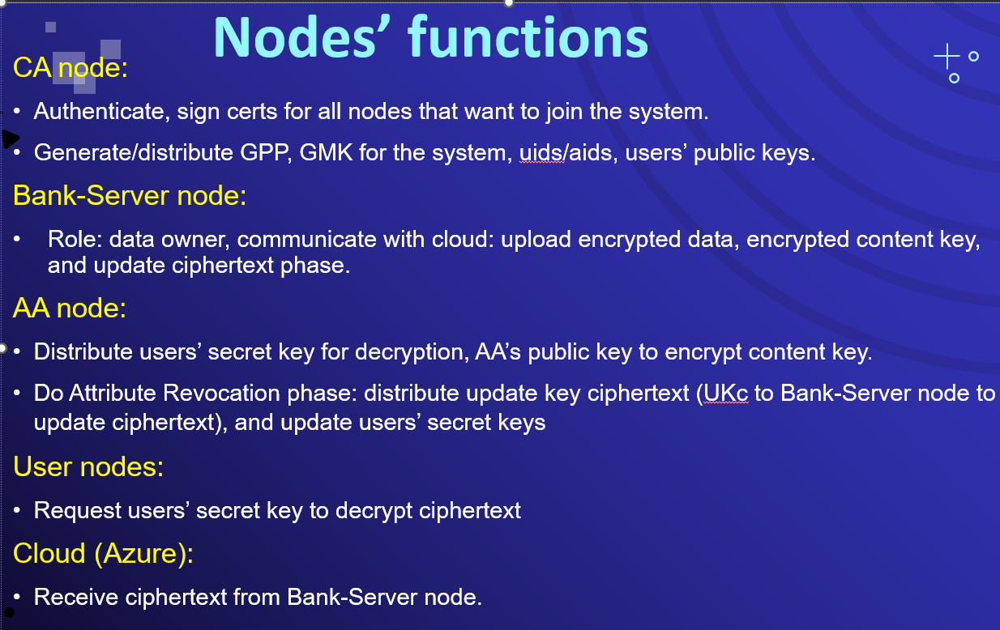 Nodes’ functions
CA node:
• Authenticate, sign certs for all nodes that want to join the system.
• Generate/distribute GPP, GMK for the system, uids/aids, users’ public keys.
Bank-Server node:
• Role: data owner, communicate with cloud: upload encrypted data, encrypted content key,
and update ciphertext phase.
AA node:
• Distribute users’ secret key for decryption, AA’s public key to encrypt content key.
• Do Attribute Revocation phase: distribute update key ciphertext (UKc to Bank-Server node to
update ciphertext), and update users’ secret keys
User nodes:
• Request users’ secret key to decrypt ciphertext
Cloud (Azure):
• Receive ciphertext from Bank-Server node.